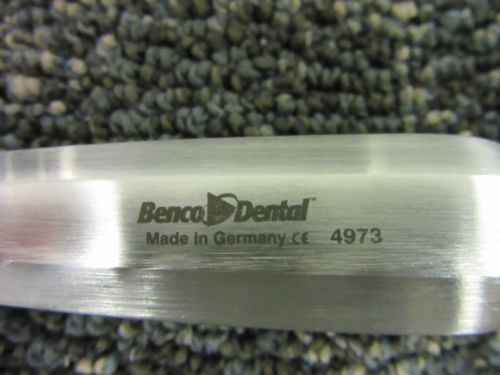 Benco Dental™
Made in Germany CE 4973